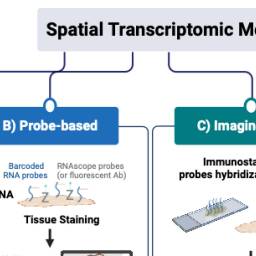 Spatial Transcriptomic Me
B) Probe-based
C) Imagin
Barcoded
RNA probes
RNAscope probes
(or fluorescent Ab)
NA
Tissue Staining
Immunosta
probes hybridiza